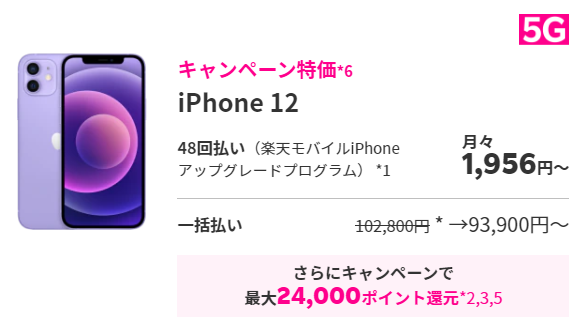 5G
キャンペーン特価*6
iPhone 12
48回払い（楽天モバイルiPhone
アップグレードプログラム） *1
月々
1,956円～
一括払い 102,800円 * →93,900円～
さらにキャンペーンで
最大24,000ポイント還元*2,3,5